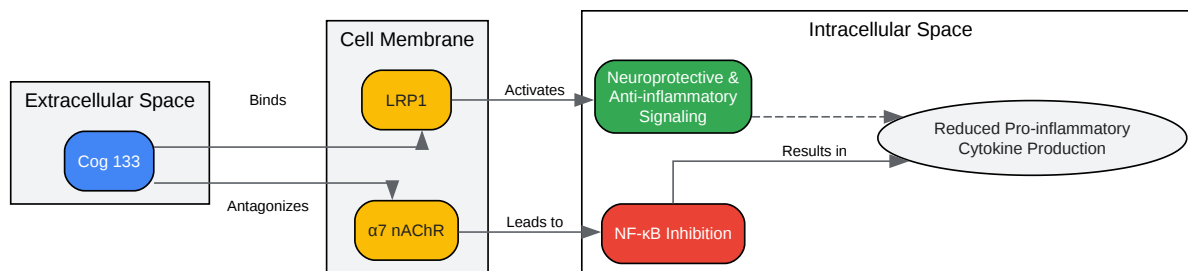 Extracellular Space
Cog 133
Binds
Antagonizes
Cell Membrane
LRP1
α7 nAChR
Activates
Leads to
Intracellular Space
Neuroprotective &
Anti-inflammatory
Signaling
NF-κB Inhibition
Results in
Reduced Pro-inflammatory
Cytokine Production